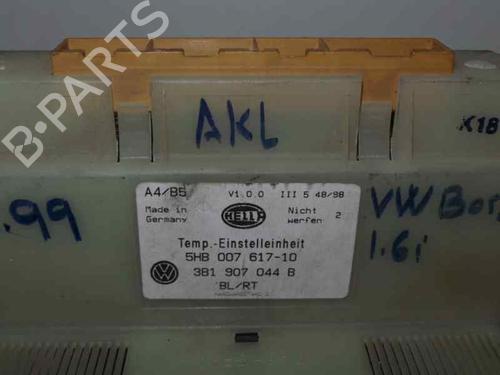 AKL
K18
.99
VW Bor
1.6i
A4/B5 V1.0.0 III 5 48/98
Made in Germany
HELLA
Nicht werfen 2
Temp.-Einstelleinheit
5HB 007 617-10
3B1 907 044 B
BL/RT
B-PARTS